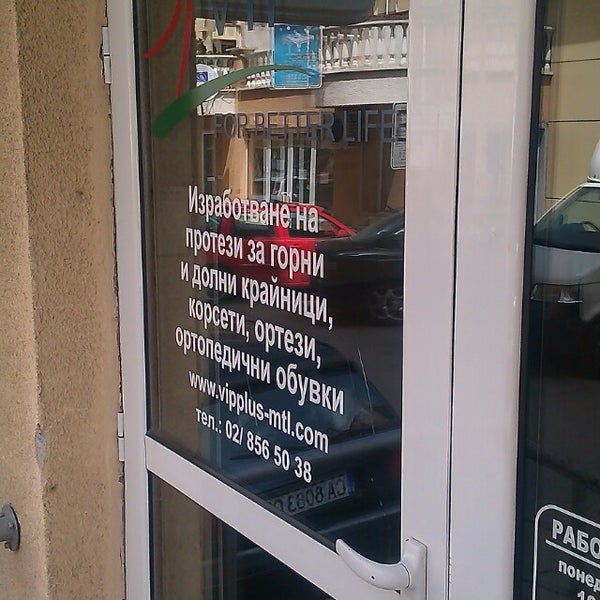 FOR BETTER LIFE
Изработване на
протези за горни
и долни крайници,
корсети, ортези,
ортопедични обувки
www.vipplus-mtl.com
тел.: 02/ 856 50 38